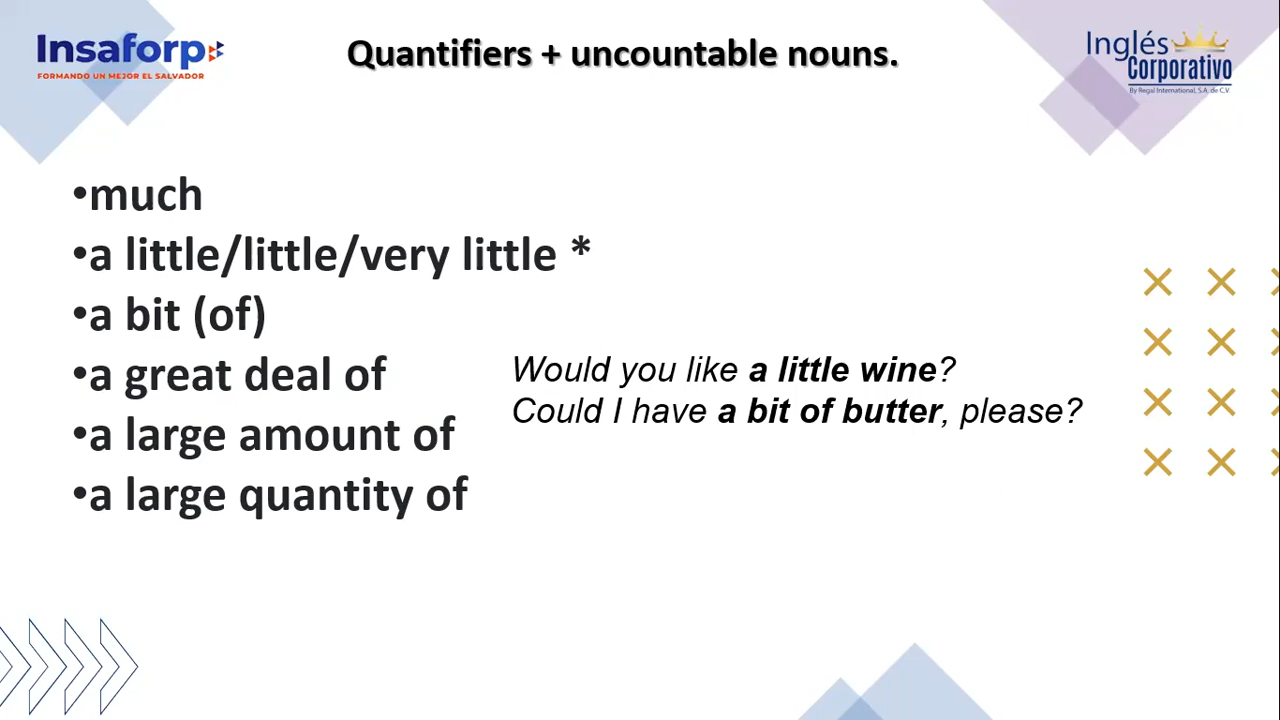 Insaforp
FORMANDO UN MEJOR EL SALVADOR
Quantifiers + uncountable nouns.
Inglés
Corporativo
By Regal International, S.A. de C.V.
•much
•a little/little/very little *
•a bit (of)
•a great deal of
•a large amount of
•a large quantity of
Would you like a little wine?
Could I have a bit of butter, please?